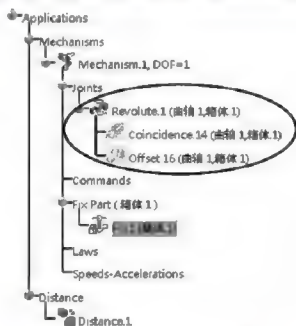 Applications
Mechanisms
Mechanism.1, DOF=1
Joints
Revolute.1 (曲轴 1,箱体 1)
Coincidence.14 (曲轴 1,箱体 1)
Offset 16 (曲轴 1,箱体 1)
Commands
Fix Part ( 箱体 1 )
Laws
Speeds-Accelerations
Distance
Distance.1